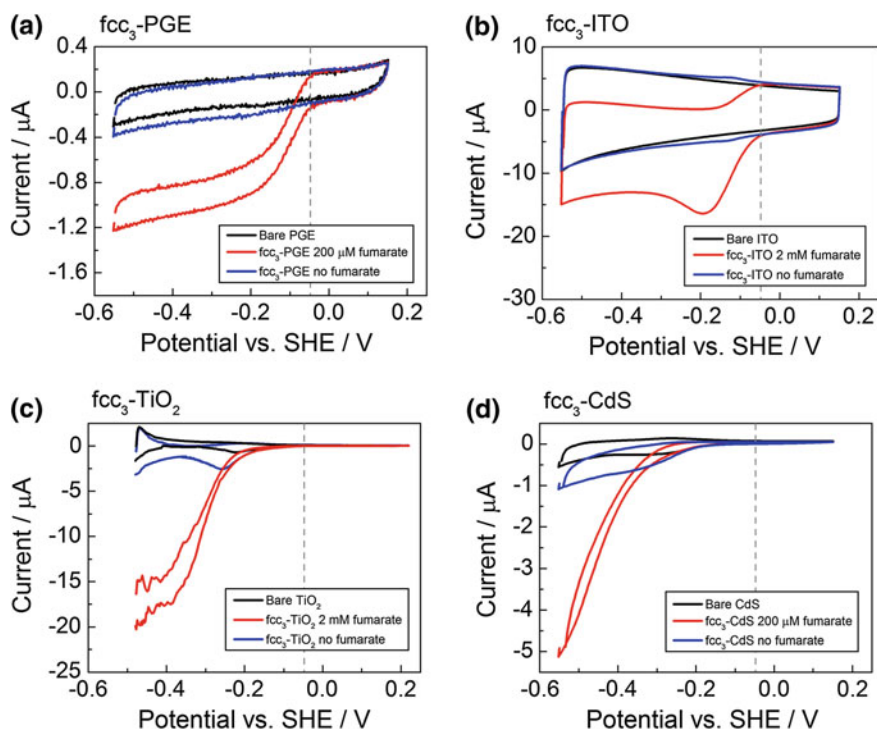 (a) fcc₃-PGE
Current / μA
0.4
0.0
-0.4
-0.8
-1.2
-1.6
Bare PGE
fcc₃-PGE 200 μM fumarate
fcc₃-PGE no fumarate
-0.6 -0.4 -0.2 0.0 0.2
Potential vs. SHE / V
(b) fcc₃-ITO
Current / μA
10
0
-10
-20
-30
Bare ITO
fcc₃-ITO 2 mM fumarate
fcc₃-ITO no fumarate
-0.6 -0.4 -0.2 0.0 0.2
Potential vs. SHE / V
(c) fcc₃-TiO₂
Current / μA
0
-5
-10
-15
-20
-25
Bare TiO₂
fcc₃-TiO₂ 2 mM fumarate
fcc₃-TiO₂ no fumarate
-0.6 -0.4 -0.2 0.0 0.2
Potential vs. SHE / V
(d) fcc₃-CdS
Current / μA
0
-1
-2
-3
-4
-5
Bare CdS
fcc₃-CdS 200 μM fumarate
fcc₃-CdS no fumarate
-0.6 -0.4 -0.2 0.0 0.2
Potential vs. SHE / V